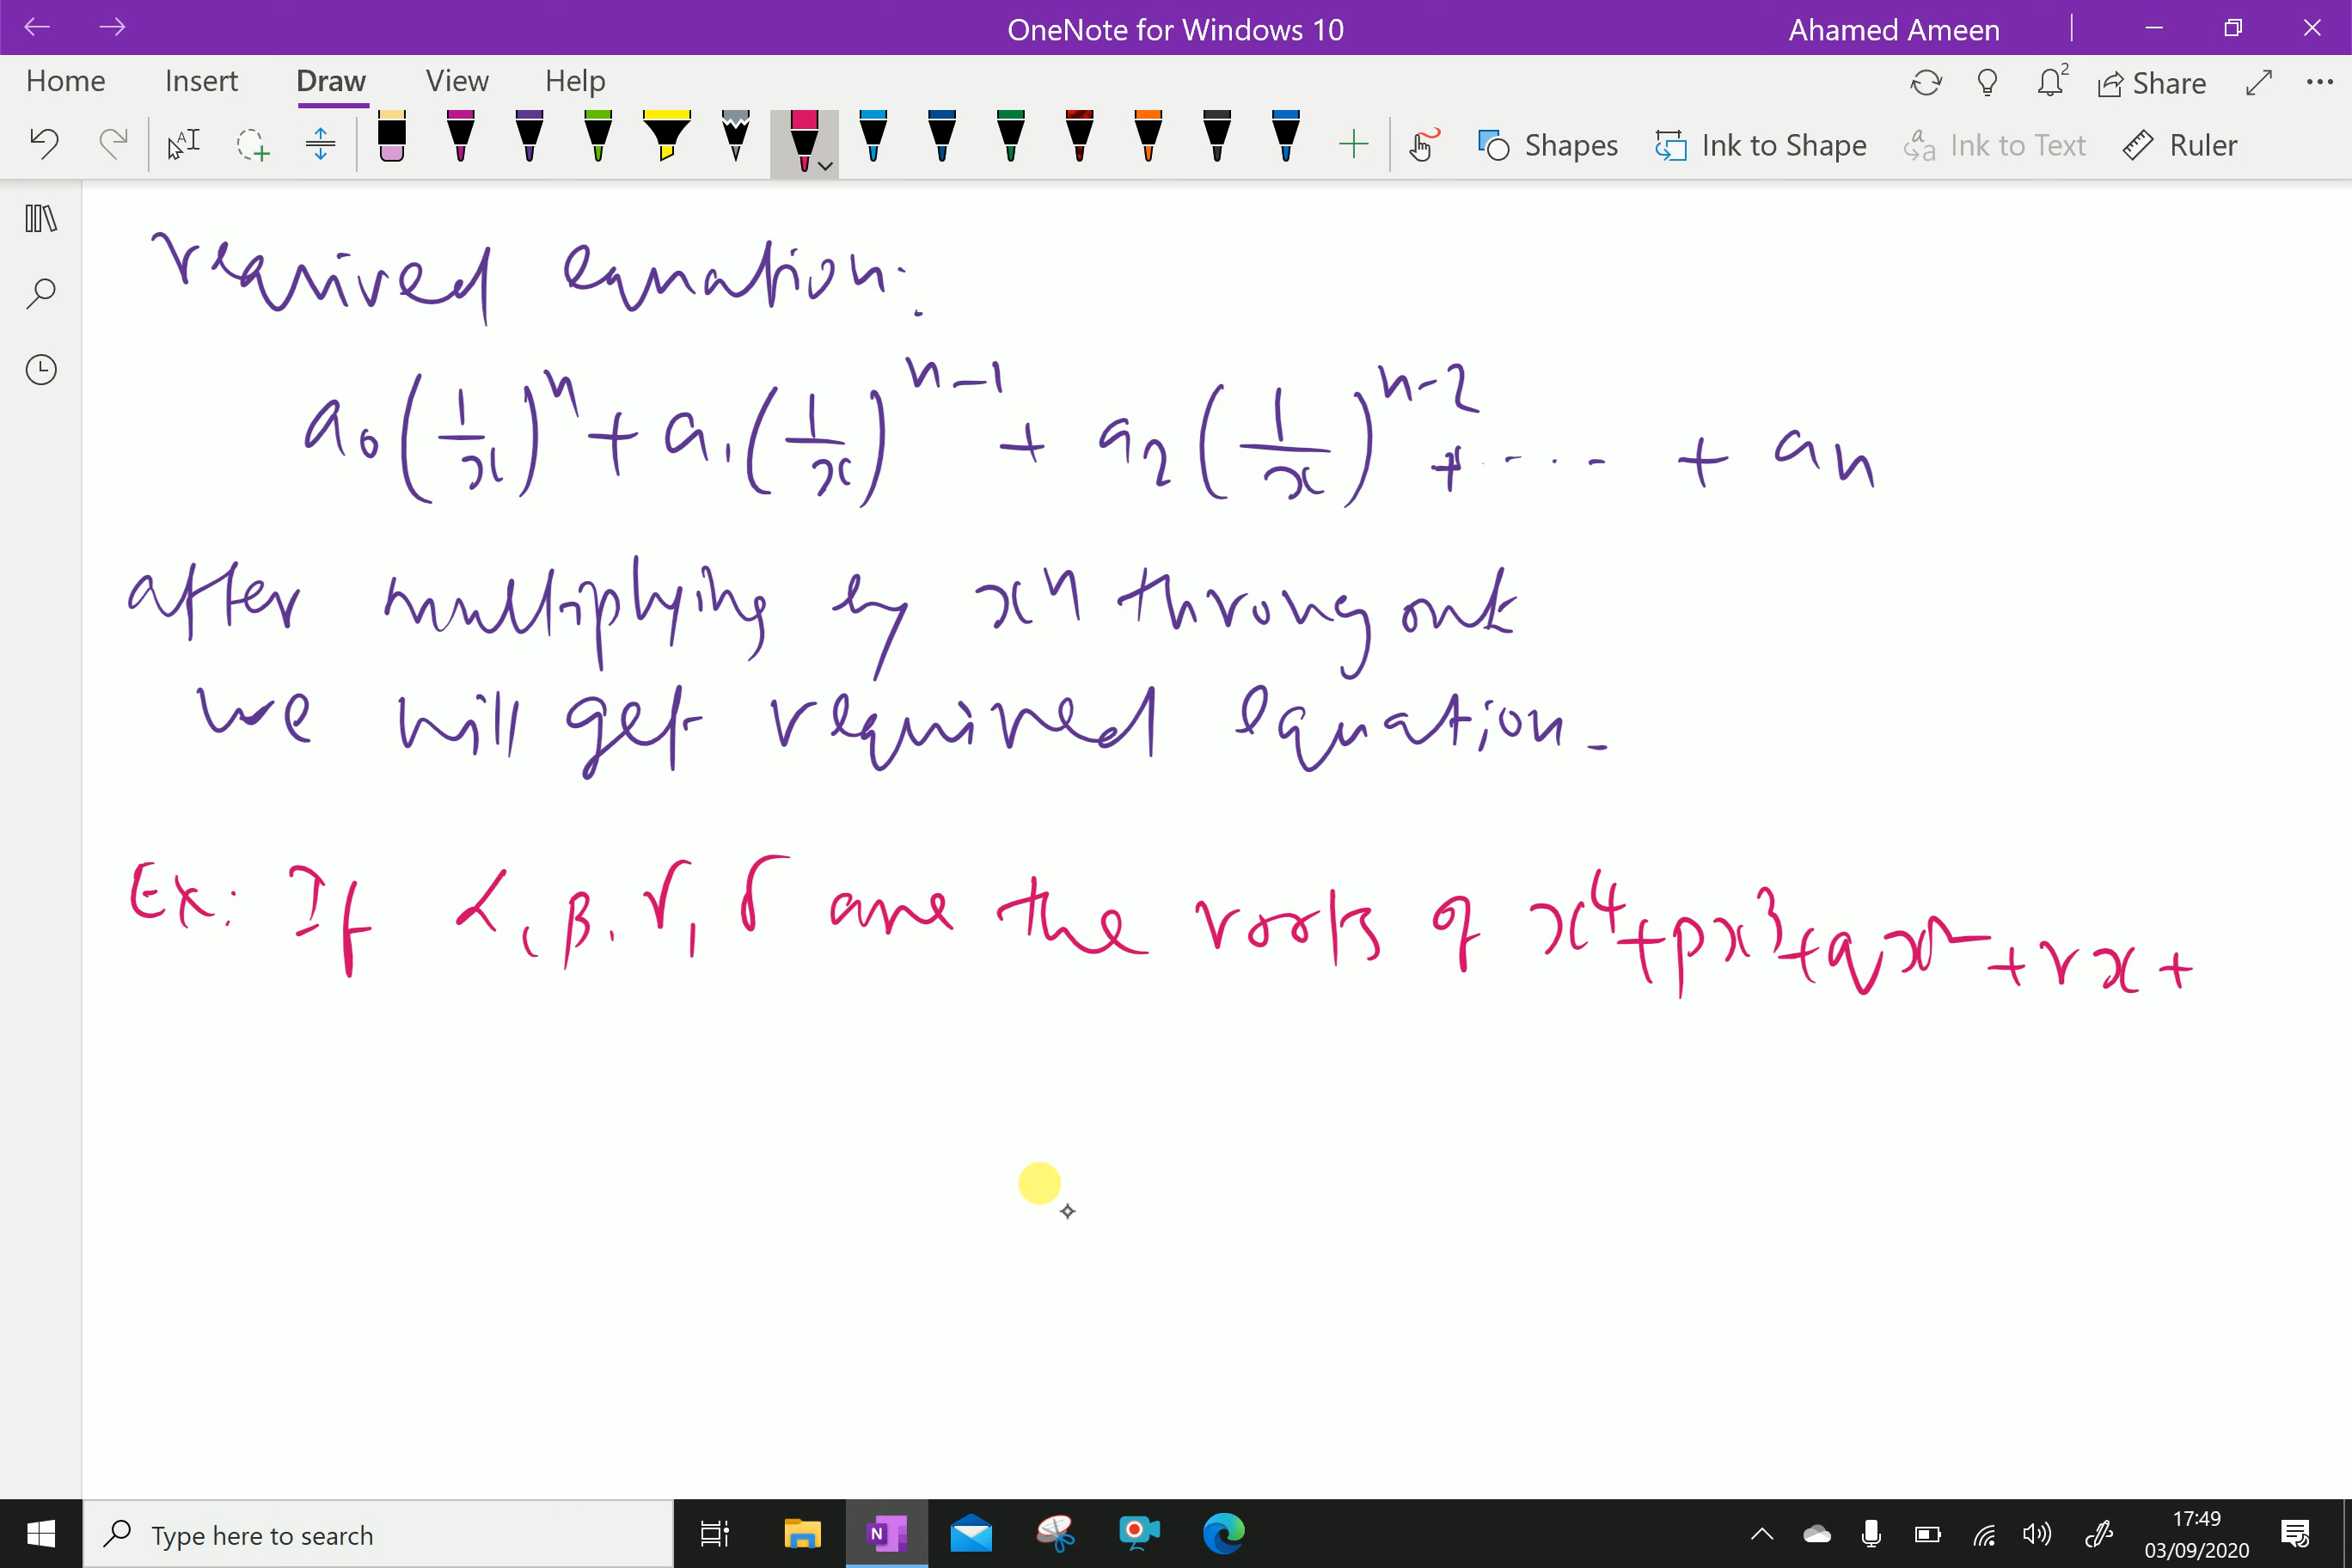 OneNote for Windows 10
Ahamed Ameen
Home Insert Draw View Help
2 Share
Shapes Ink to Shape Ink to Text Ruler
required equation:
a₀(1/x)ⁿ + a₁(1/x)ⁿ⁻¹ + a₂(1/x)ⁿ⁻² + ---- + aₙ
after multiplying by xⁿ throug out
we will get required equation -
Ex: If α, β, γ, δ are the roots of x⁴+px³+qx²+rx+
Type here to search
17:49
03/09/2020